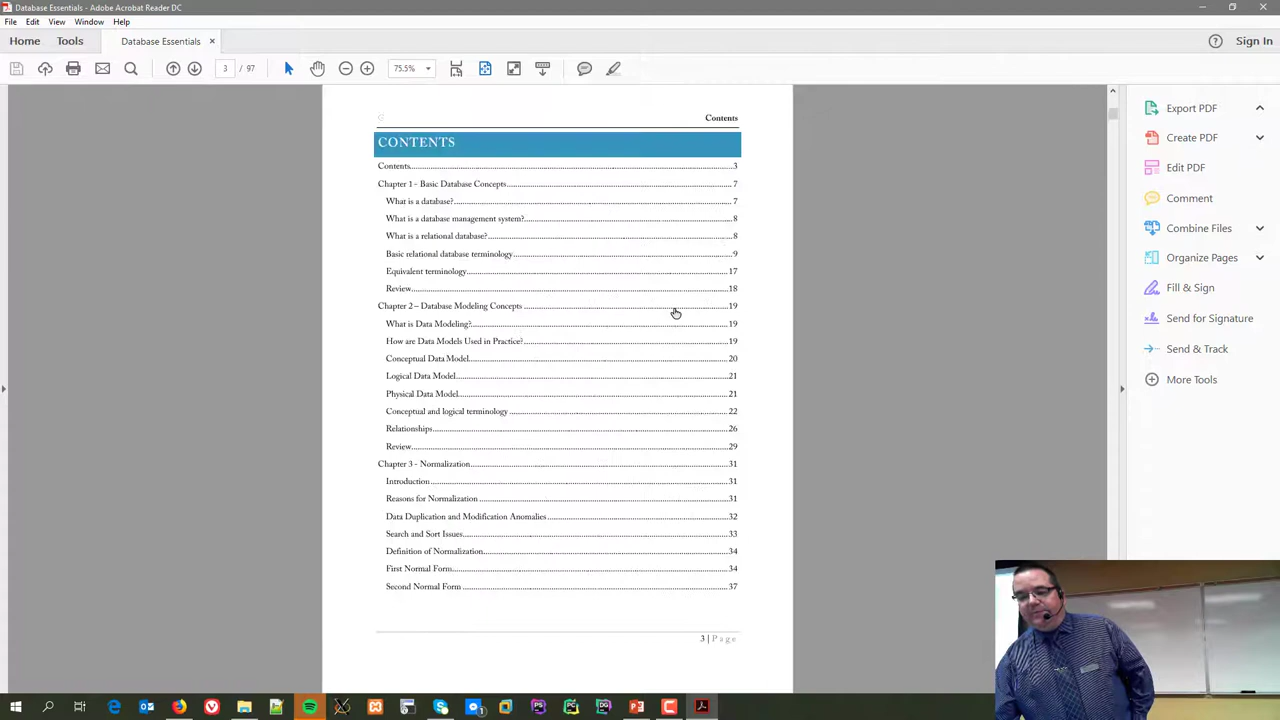 Database Essentials - Adobe Acrobat Reader DC
File Edit View Window Help
Home Tools Database Essentials × ? Sign In
3 / 97 75.5%
Contents
CONTENTS
Contents 3
Chapter 1 - Basic Database Concepts 7
What is a database? 7
What is a database management system? 8
What is a relational database? 8
Basic relational database terminology 9
Equivalent terminology 17
Review 18
Chapter 2 – Database Modeling Concepts 19
What is Data Modeling? 19
How are Data Models Used in Practice? 19
Conceptual Data Model 20
Logical Data Model 21
Physical Data Model 21
Conceptual and logical terminology 22
Relationships 26
Review 29
Chapter 3 - Normalization 31
Introduction 31
Reasons for Normalization 31
Data Duplication and Modification Anomalies 32
Search and Sort Issues 33
Definition of Normalization 34
First Normal Form 34
Second Normal Form 37
3 | Page
Export PDF
Create PDF
Edit PDF
Comment
Combine Files
Organize Pages
Fill & Sign
Send for Signature
Send & Track
More Tools